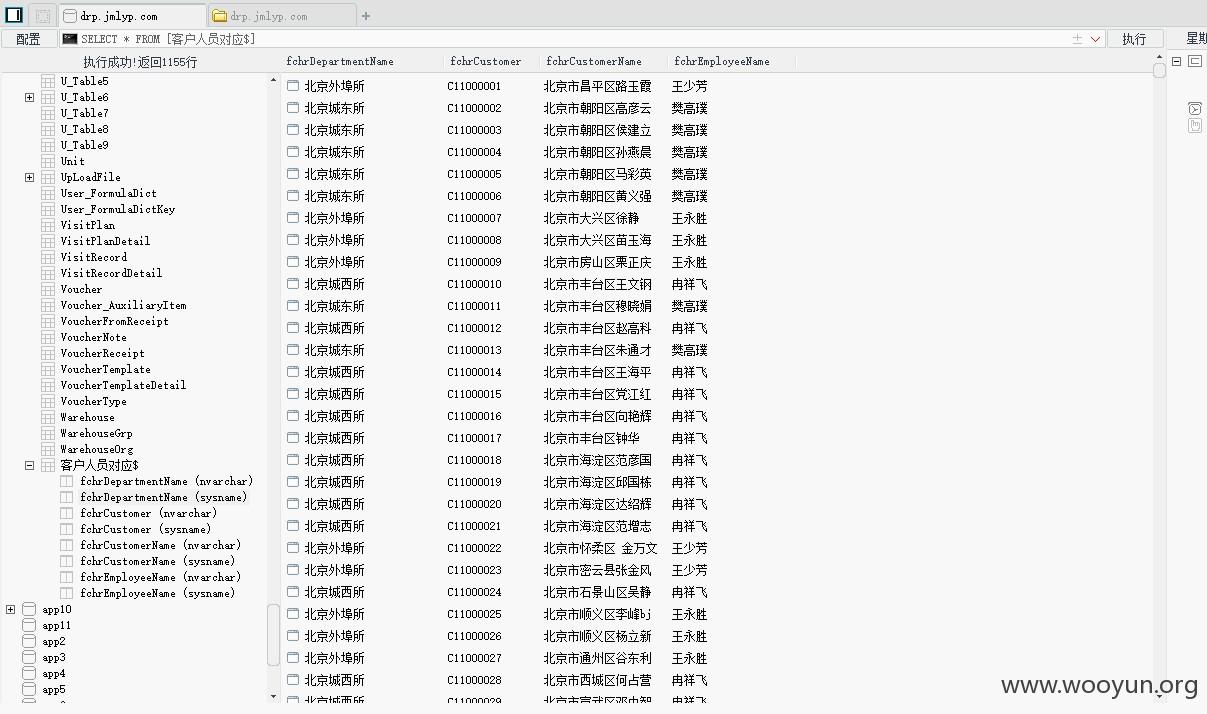 drp.jmlyp.com drp.jmlyp.com +
配置 SELECT * FROM [客户人员对应$] 执行 星期
执行成功!返回1155行 fchrDepartmentName fchrCustomer fchrCustomerName fchrEmployeeName
U_Table5
U_Table6
U_Table7
U_Table8
U_Table9
Unit
UpLoadFile
User_FormulaDict
User_FormulaDictKey
VisitPlan
VisitPlanDetail
VisitRecord
VisitRecordDetail
Voucher
Voucher_AuxiliaryItem
VoucherFromReceipt
VoucherNote
VoucherReceipt
VoucherTemplate
VoucherTemplateDetail
VoucherType
Warehouse
WarehouseGrp
WarehouseOrg
客户人员对应$
fchrDepartmentName (nvarchar)
fchrDepartmentName (sysname)
fchrCustomer (nvarchar)
fchrCustomer (sysname)
fchrCustomerName (nvarchar)
fchrCustomerName (sysname)
fchrEmployeeName (nvarchar)
fchrEmployeeName (sysname)
app10
app11
app2
app3
app4
app5
北京外埠所 C11000001 北京市昌平区路玉霞 王少芳
北京城东所 C11000002 北京市朝阳区高彦云 樊高璞
北京城东所 C11000003 北京市朝阳区侯建立 樊高璞
北京城东所 C11000004 北京市朝阳区孙燕晨 樊高璞
北京城东所 C11000005 北京市朝阳区马彩英 樊高璞
北京城东所 C11000006 北京市朝阳区黄义强 樊高璞
北京外埠所 C11000007 北京市大兴区徐静 王永胜
北京外埠所 C11000008 北京市大兴区苗玉海 王永胜
北京外埠所 C11000009 北京市房山区栗正庆 王永胜
北京城西所 C11000010 北京市丰台区王文钢 冉祥飞
北京城东所 C11000011 北京市丰台区穆晓娟 樊高璞
北京城西所 C11000012 北京市丰台区赵高科 冉祥飞
北京城东所 C11000013 北京市丰台区朱通才 樊高璞
北京城西所 C11000014 北京市丰台区王海平 冉祥飞
北京城西所 C11000015 北京市丰台区党江红 冉祥飞
北京城西所 C11000016 北京市丰台区向艳辉 冉祥飞
北京城西所 C11000017 北京市丰台区钟华 冉祥飞
北京城西所 C11000018 北京市海淀区范彦国 冉祥飞
北京城西所 C11000019 北京市海淀区邱国栋 冉祥飞
北京城西所 C11000020 北京市海淀区达绍辉 冉祥飞
北京城西所 C11000021 北京市海淀区范增志 冉祥飞
北京外埠所 C11000022 北京市怀柔区 金万文 王少芳
北京外埠所 C11000023 北京市密云县张金风 王少芳
北京城西所 C11000024 北京市石景山区吴静 冉祥飞
北京外埠所 C11000025 北京市顺义区李峰bj 王永胜
北京外埠所 C11000026 北京市顺义区杨立新 王永胜
北京外埠所 C11000027 北京市通州区谷东利 王永胜
北京城西所 C11000028 北京市西城区何占营 冉祥飞
北京城西所 C11000029 冉祥飞
www.wooyun.org